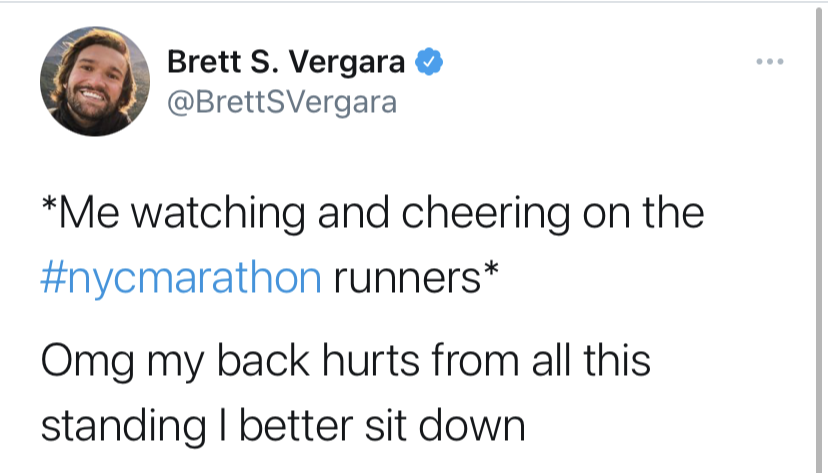 Brett S. Vergara
@BrettSVergara
*Me watching and cheering on the
#nycmarathon runners*
Omg my back hurts from all this
standing I better sit down